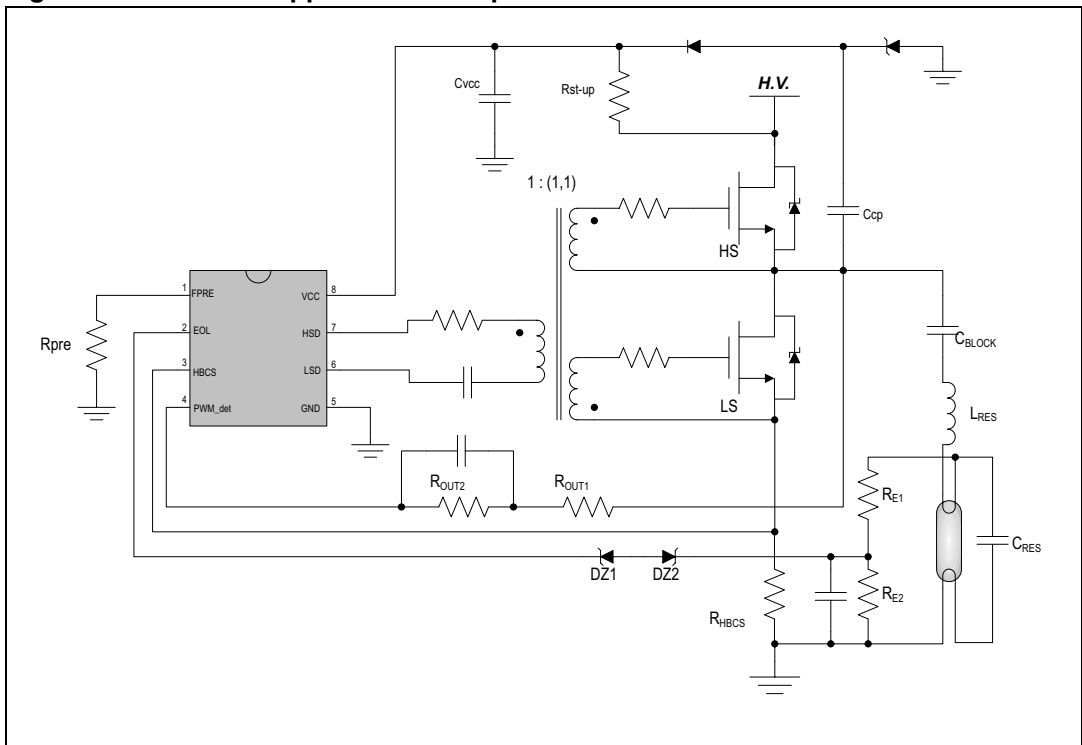 H.V.
Cvcc
Rst-up
1 : (1,1)
Ccp
HS
1
FPRE
VCC
8
2
EOL
HSD
7
Rpre
3
HBCS
LSD
6
4
PWM_det
GND
5
LS
CBLOCK
LRES
ROUT2
ROUT1
RE1
CRES
DZ1
DZ2
RE2
RHBCS